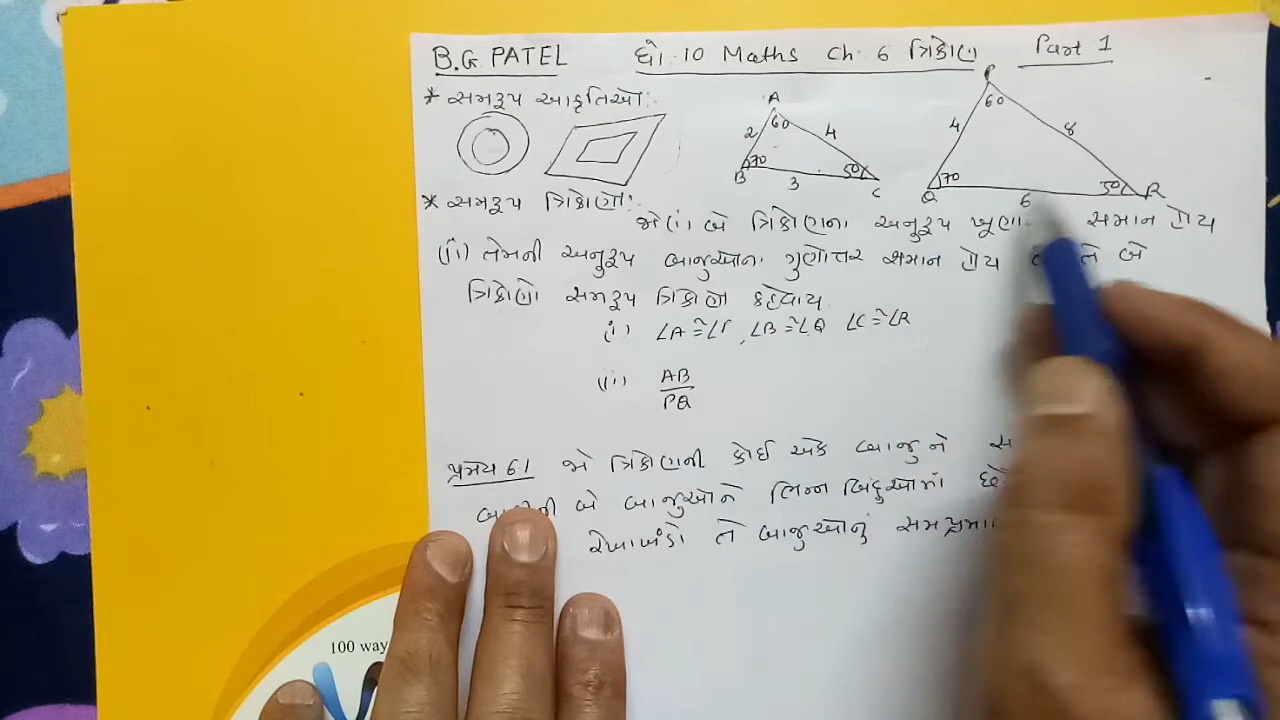 B.G. PATEL ધો. 10 Maths Ch. 6 ત્રિકોણ Part 1
* સમરૂપ આકૃતિઓ:
A 60 2 4 B 70 3 50 C
P 60 4 8 Q 70 6 50 R
* સમરૂપ ત્રિકોણો:
જો (i) બે ત્રિકોણના અનુરૂપ ખૂણા સમાન હોય
(ii) તેમની અનુરૂપ બાજુઓના ગુણોત્તર સમાન હોય તે બે
ત્રિકોણો સમરૂપ ત્રિકોણો કહેવાય
(i) ∠A ≅ ∠P, ∠B ≅ ∠Q ∠C ≅ ∠R
(ii) AB
PQ
પ્રમેય 6.1 જો ત્રિકોણની કોઈ એક બાજુ ને
બે બાજુઓને ભિન્ન બિંદુઓમાં
રેખાખંડો તે બાજુઓનું
100 way